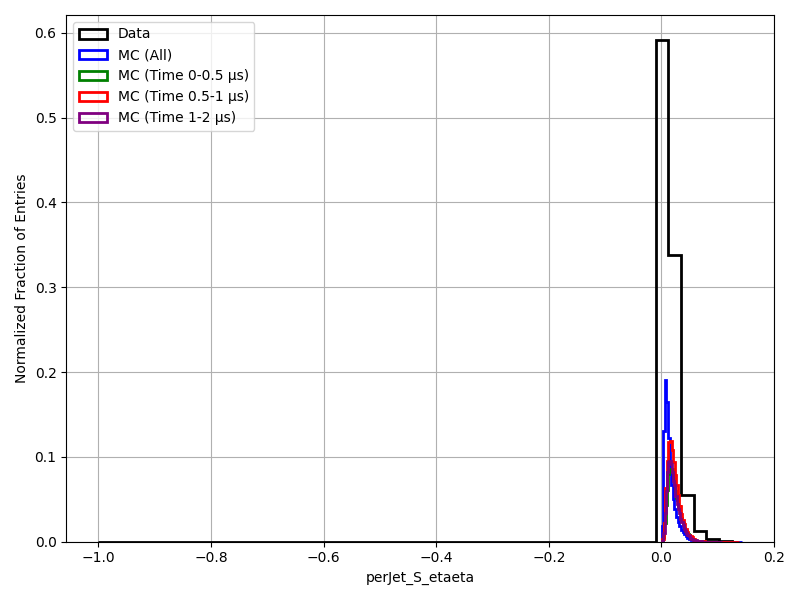 Data
MC (All)
MC (Time 0-0.5 μs)
MC (Time 0.5-1 μs)
MC (Time 1-2 μs)
Normalized Fraction of Entries
0.6
0.5
0.4
0.3
0.2
0.1
0.0
−1.0 −0.8 −0.6 −0.4 −0.2 0.0 0.2
perJet_S_etaeta